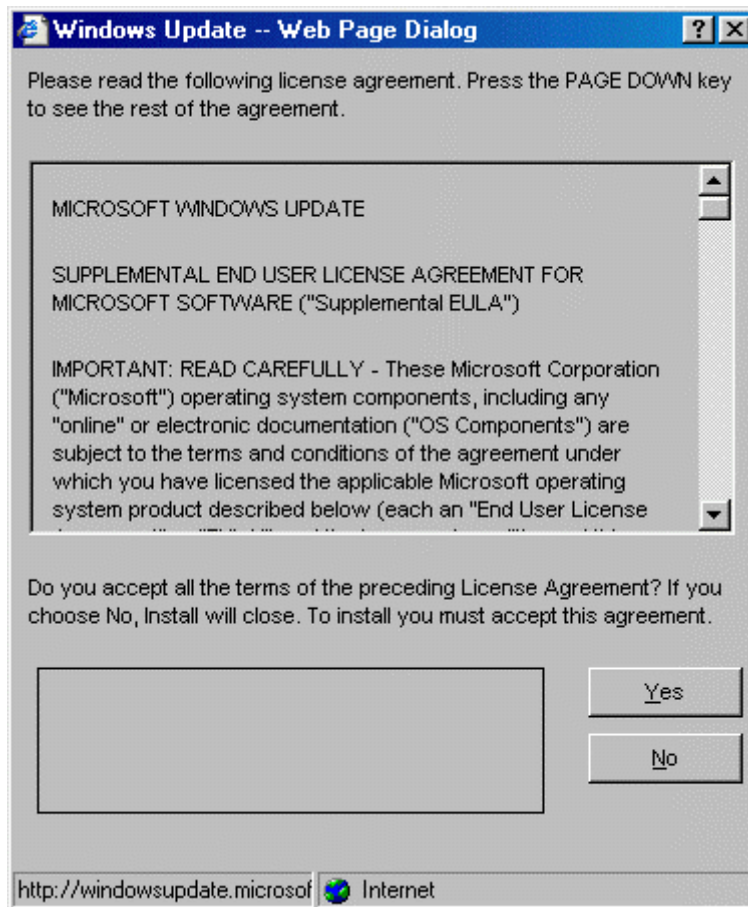 Windows Update -- Web Page Dialog
Please read the following license agreement. Press the PAGE DOWN key
to see the rest of the agreement.
MICROSOFT WINDOWS UPDATE
SUPPLEMENTAL END USER LICENSE AGREEMENT FOR
MICROSOFT SOFTWARE ("Supplemental EULA")
IMPORTANT: READ CAREFULLY - These Microsoft Corporation
("Microsoft") operating system components, including any
"online" or electronic documentation ("OS Components") are
subject to the terms and conditions of the agreement under
which you have licensed the applicable Microsoft operating
system product described below (each an "End User License
Do you accept all the terms of the preceding License Agreement? If you
choose No, Install will close. To install you must accept this agreement.
Yes
No
http://windowsupdate.microsof
Internet